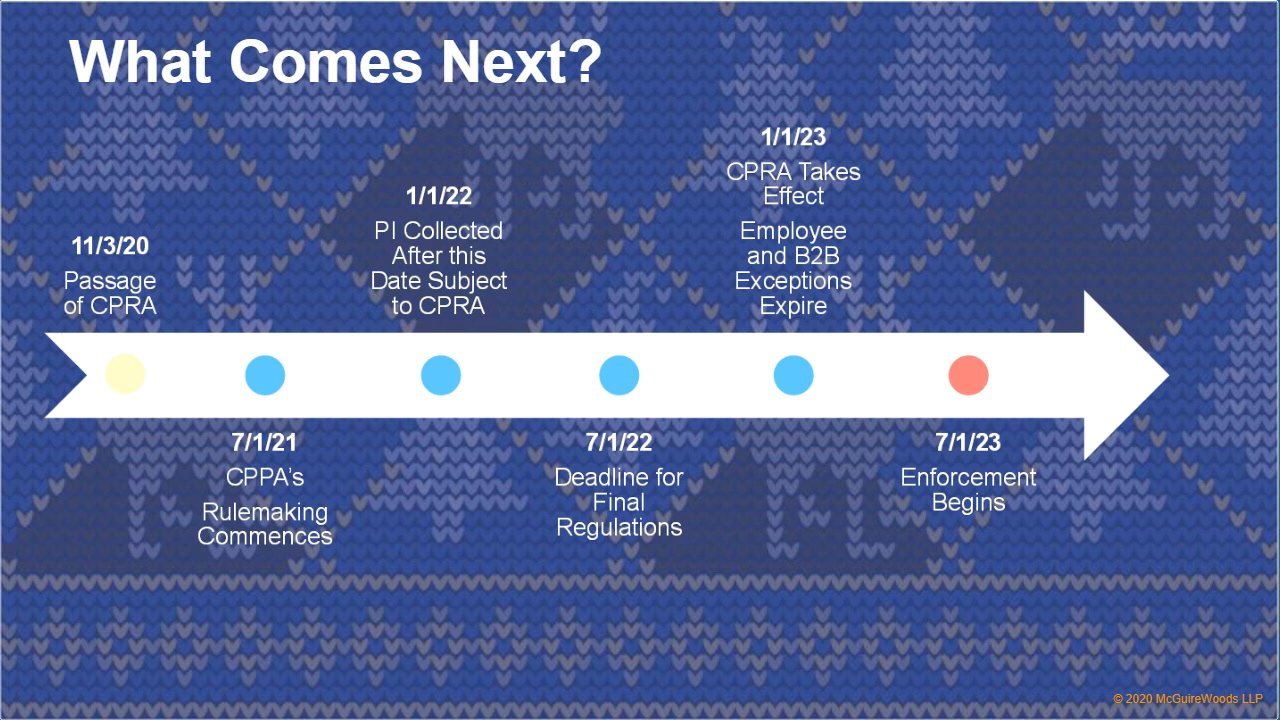 What Comes Next?
11/3/20
Passage
of CPRA
7/1/21
CPPA’s
Rulemaking
Commences
1/1/22
PI Collected
After this
Date Subject
to CPRA
7/1/22
Deadline for
Final
Regulations
1/1/23
CPRA Takes
Effect
Employee
and B2B
Exceptions
Expire
7/1/23
Enforcement
Begins
© 2020 McGuireWoods LLP